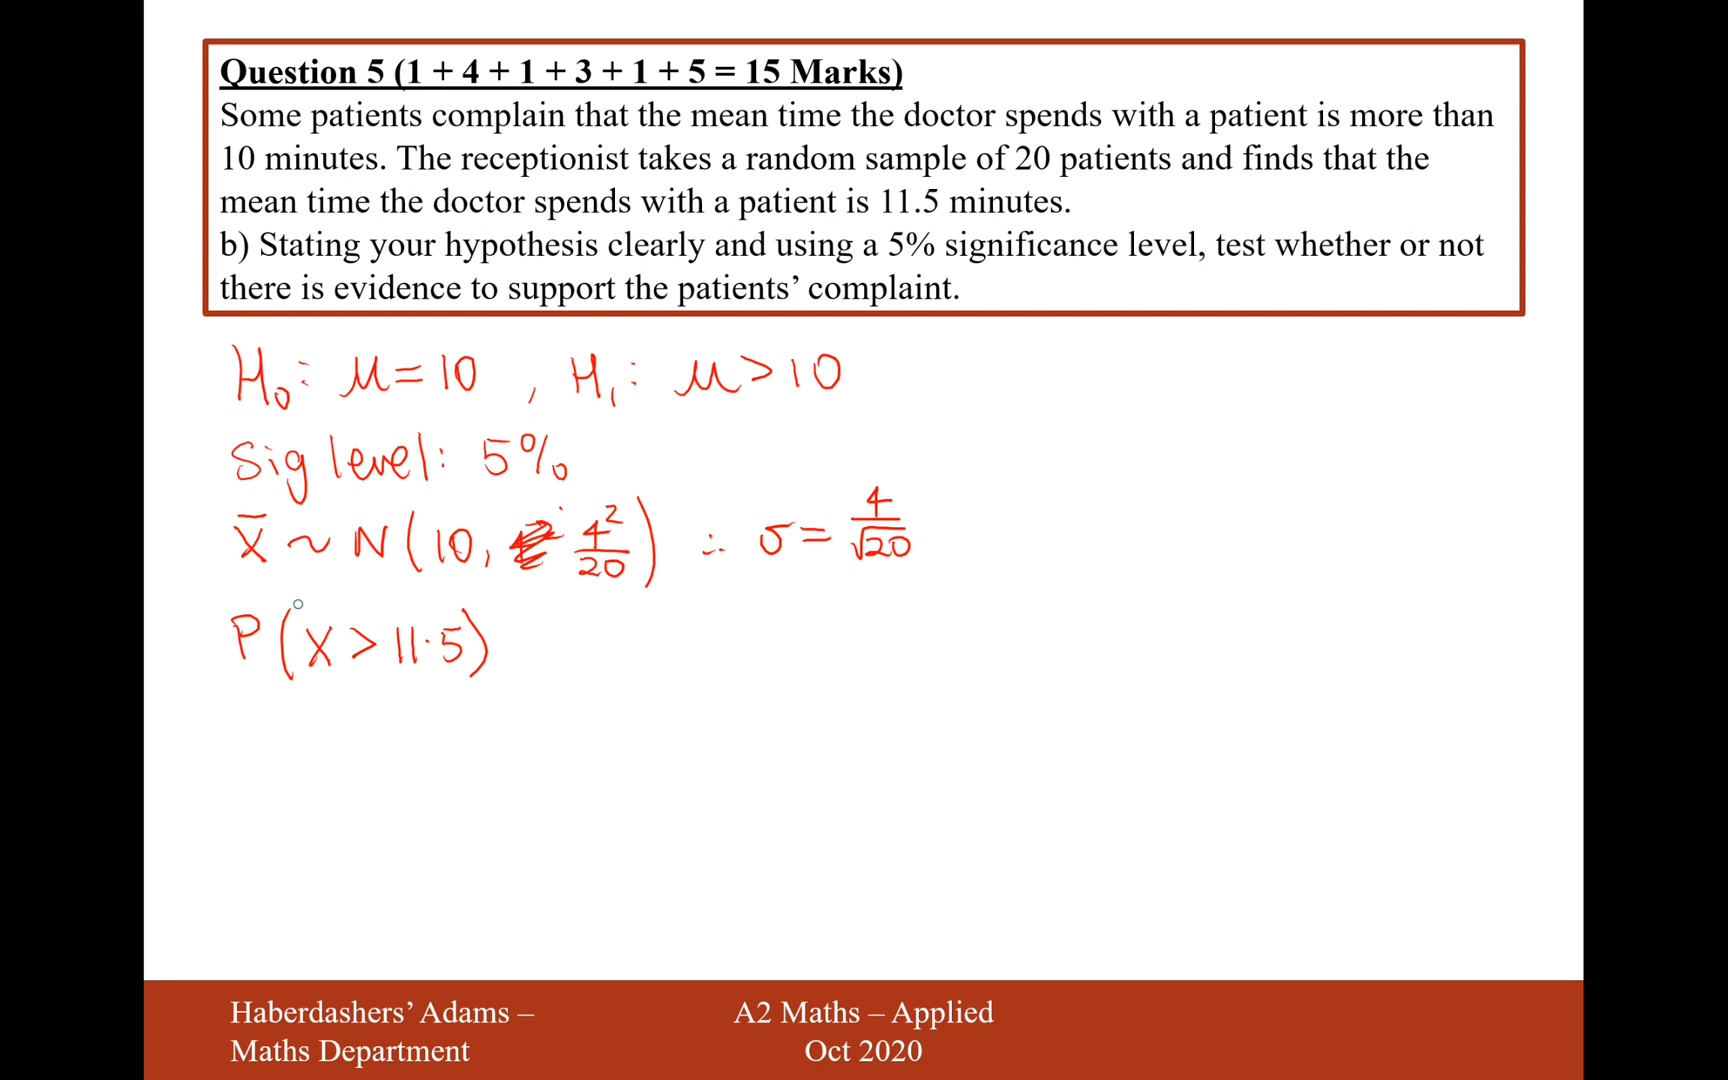 Question 5 (1 + 4 + 1 + 3 + 1 + 5 = 15 Marks)
Some patients complain that the mean time the doctor spends with a patient is more than
10 minutes. The receptionist takes a random sample of 20 patients and finds that the
mean time the doctor spends with a patient is 11.5 minutes.
b) Stating your hypothesis clearly and using a 5% significance level, test whether or not
there is evidence to support the patients’ complaint.
H₀: μ = 10 , H₁: μ > 10
Sig level: 5%
X̄ ~ N(10, 4²/20) ∴ σ = 4/√20
P(X > 11.5)
Haberdashers’ Adams –
Maths Department
A2 Maths – Applied
Oct 2020